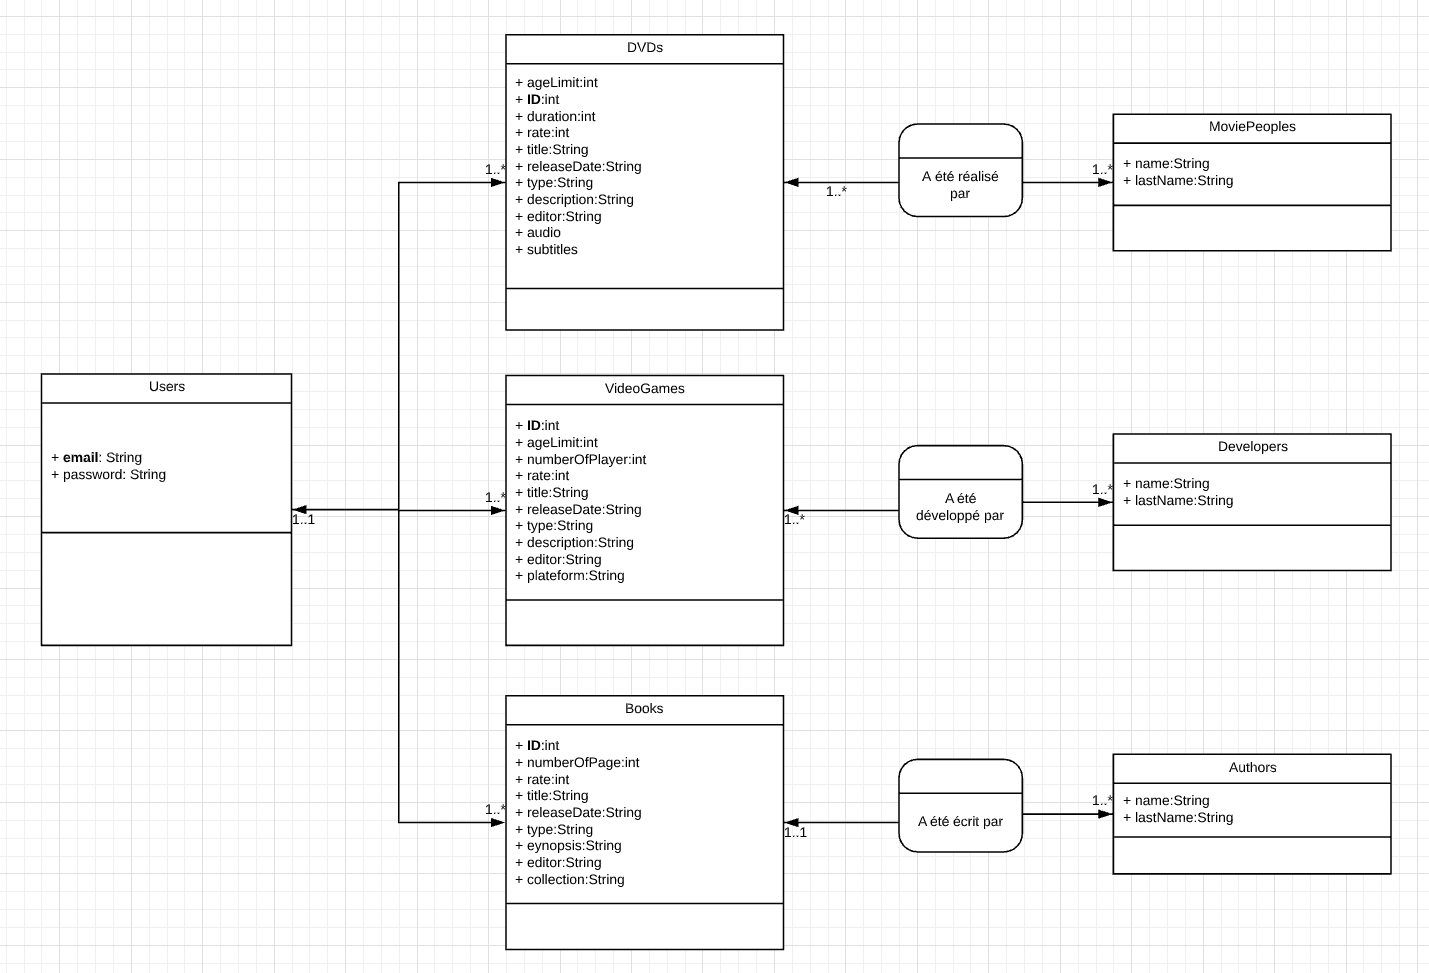 DVDs
+ ageLimit:int
+ ID:int
+ duration:int
+ rate:int
+ title:String
+ releaseDate:String
+ type:String
+ description:String
+ editor:String
+ audio
+ subtitles
1..*
1..*
A été réalisé
par
1..*
MoviePeoples
+ name:String
+ lastName:String
Users
+ email: String
+ password: String
1..1
1..*
VideoGames
+ ID:int
+ ageLimit:int
+ numberOfPlayer:int
+ rate:int
+ title:String
+ releaseDate:String
+ type:String
+ description:String
+ editor:String
+ plateform:String
1..*
A été
développé par
1..*
Developers
+ name:String
+ lastName:String
1..*
Books
+ ID:int
+ numberOfPage:int
+ rate:int
+ title:String
+ releaseDate:String
+ type:String
+ eynopsis:String
+ editor:String
+ collection:String
1..1
A été écrit par
1..*
Authors
+ name:String
+ lastName:String